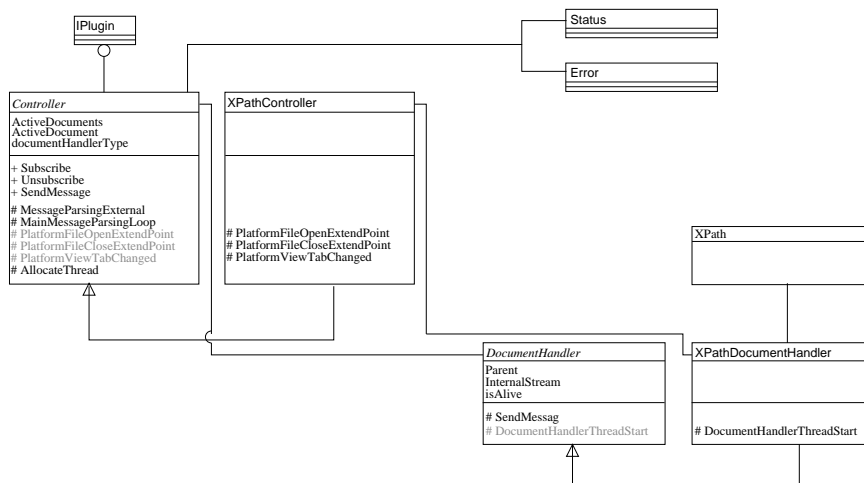 IPlugin
Status
Error
Controller
ActiveDocuments
ActiveDocument
documentHandlerType
+ Subscribe
+ Unsubscribe
+ SendMessage
# MessageParsingExternal
# MainMessageParsingLoop
# PlatformFileOpenExtendPoint
# PlatformFileCloseExtendPoint
# PlatformViewTabChanged
# AllocateThread
XPathController
# PlatformFileOpenExtendPoint
# PlatformFileCloseExtendPoint
# PlatformViewTabChanged
XPath
DocumentHandler
Parent
InternalStream
isAlive
# SendMessag
# DocumentHandlerThreadStart
XPathDocumentHandler
# DocumentHandlerThreadStart